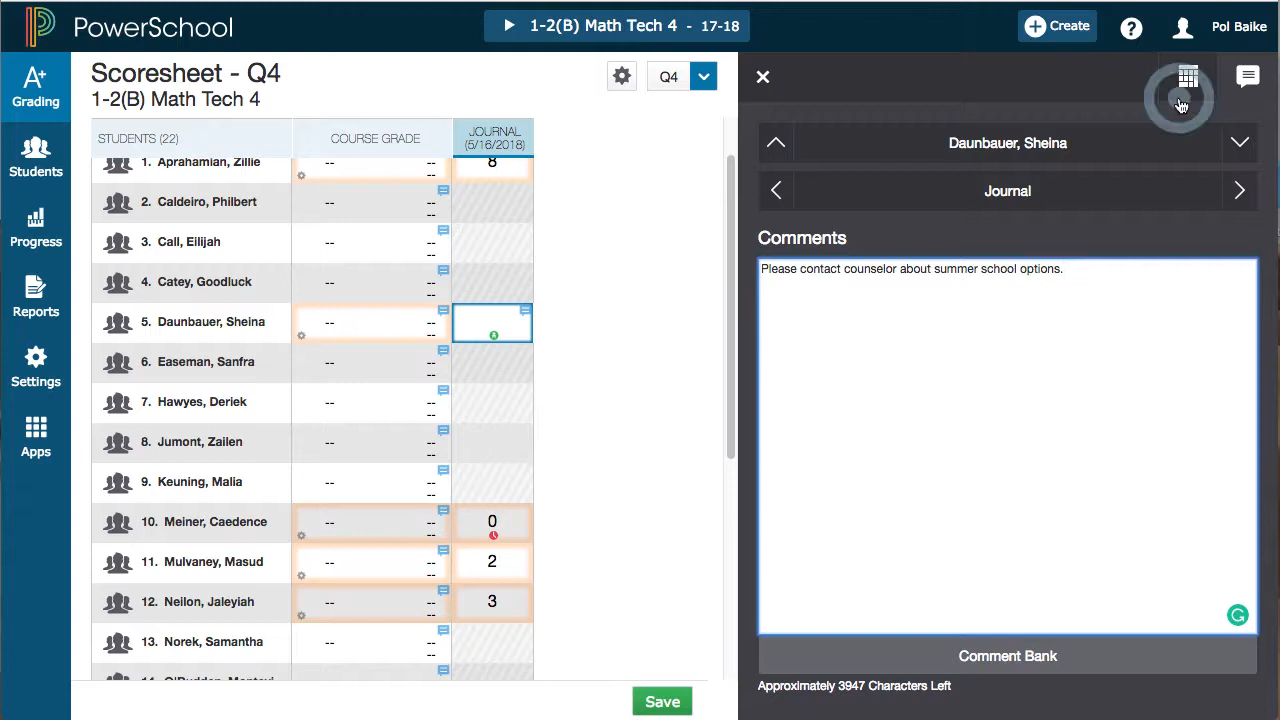 PowerSchool
1-2(B) Math Tech 4 - 17-18
Create
?
Pol Baike
A+
Grading
Students
Progress
Reports
Settings
Apps
Scoresheet - Q4
1-2(B) Math Tech 4
Q4
STUDENTS (22)
COURSE GRADE
JOURNAL
(5/16/2018)
1. Aprahamian, Zillie -- -- -- 8
2. Caldeiro, Philbert -- -- --
3. Call, Eilijah -- -- --
4. Catey, Goodluck -- -- --
5. Daunbauer, Sheina -- -- --
6. Easeman, Sanfra -- -- --
7. Hawyes, Deriek -- -- --
8. Jumont, Zailen -- -- --
9. Keuning, Malia -- -- --
10. Meiner, Caedence -- -- -- 0
11. Mulvaney, Masud -- -- -- 2
12. Neilon, Jaleyiah -- -- -- 3
13. Norek, Samantha -- -- --
Save
Daunbauer, Sheina
Journal
Comments
Please contact counselor about summer school options.
Comment Bank
Approximately 3947 Characters Left